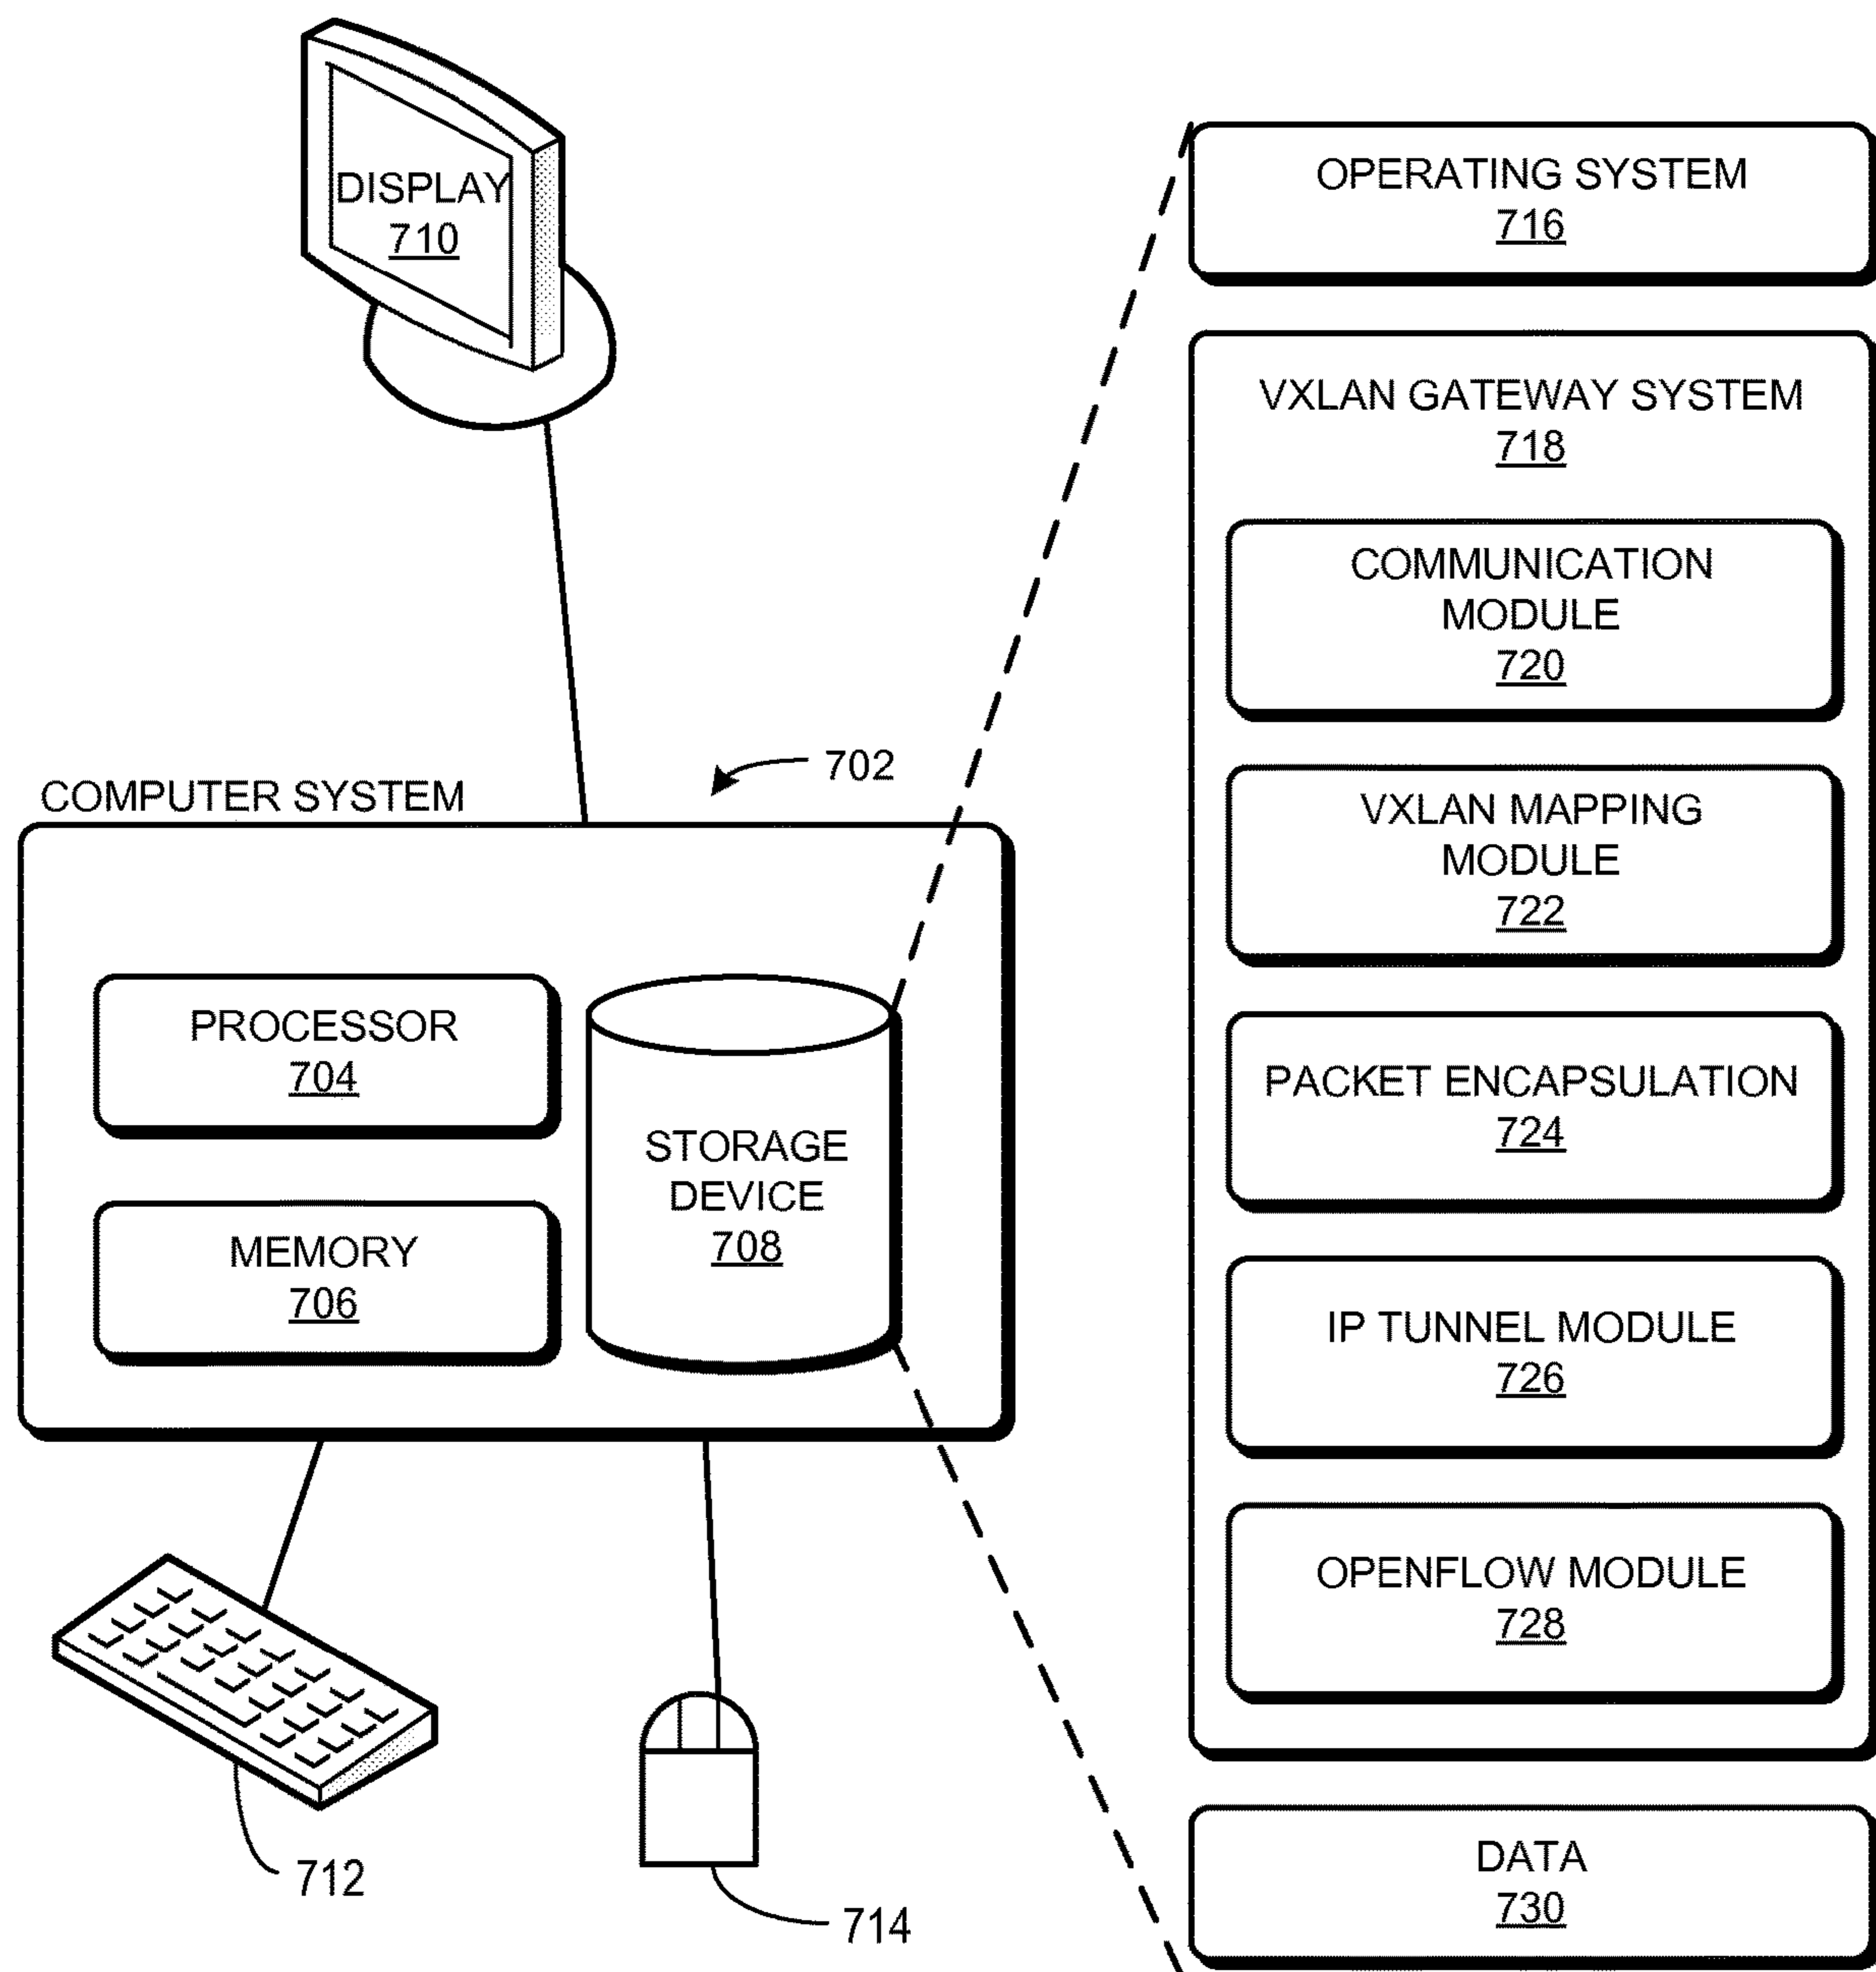 DISPLAY
710
702
COMPUTER SYSTEM
PROCESSOR
704
MEMORY
706
STORAGE
DEVICE
708
712
714
OPERATING SYSTEM
716
VXLAN GATEWAY SYSTEM
718
COMMUNICATION
MODULE
720
VXLAN MAPPING
MODULE
722
PACKET ENCAPSULATION
724
IP TUNNEL MODULE
726
OPENFLOW MODULE
728
DATA
730